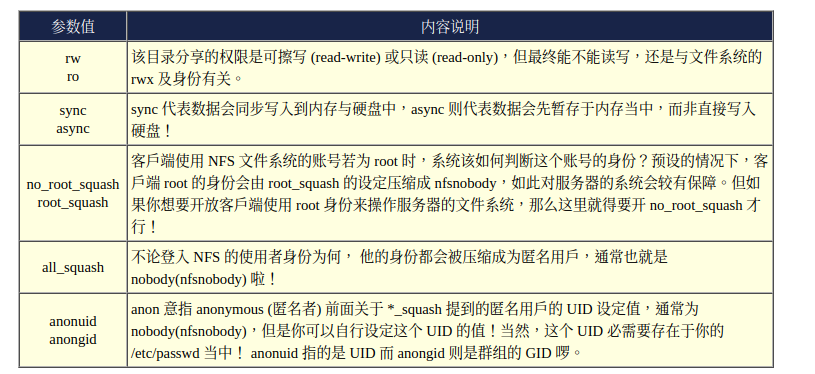 参数值 内容说明
rw
ro
该目录分享的权限是可擦写 (read-write) 或只读 (read-only)，但最终能不能读写，还是与文件系统的
rwx 及身份有关。
sync
async
sync 代表数据会同步写入到内存与硬盘中，async 则代表数据会先暂存于内存当中，而非直接写入
硬盘！
no_root_squash
root_squash
客户端使用 NFS 文件系统的账号若为 root 时，系统该如何判断这个账号的身份？预设的情况下，客
户端 root 的身份会由 root_squash 的设定压缩成 nfsnobody，如此对服务器的系统会较有保障。但如
果你想要开放客户端使用 root 身份来操作服务器的文件系统，那么这里就得要开 no_root_squash 才
行！
all_squash
不论登入 NFS 的使用者身份为何， 他的身份都会被压缩成为匿名用户，通常也就是
nobody(nfsnobody) 啦！
anonuid
anongid
anon 意指 anonymous (匿名者) 前面关于 *_squash 提到的匿名用户的 UID 设定值，通常为
nobody(nfsnobody)，但是你可以自行设定这个 UID 的值！当然，这个 UID 必需要存在于你的
/etc/passwd 当中！ anonuid 指的是 UID 而 anongid 则是群组的 GID 啰。